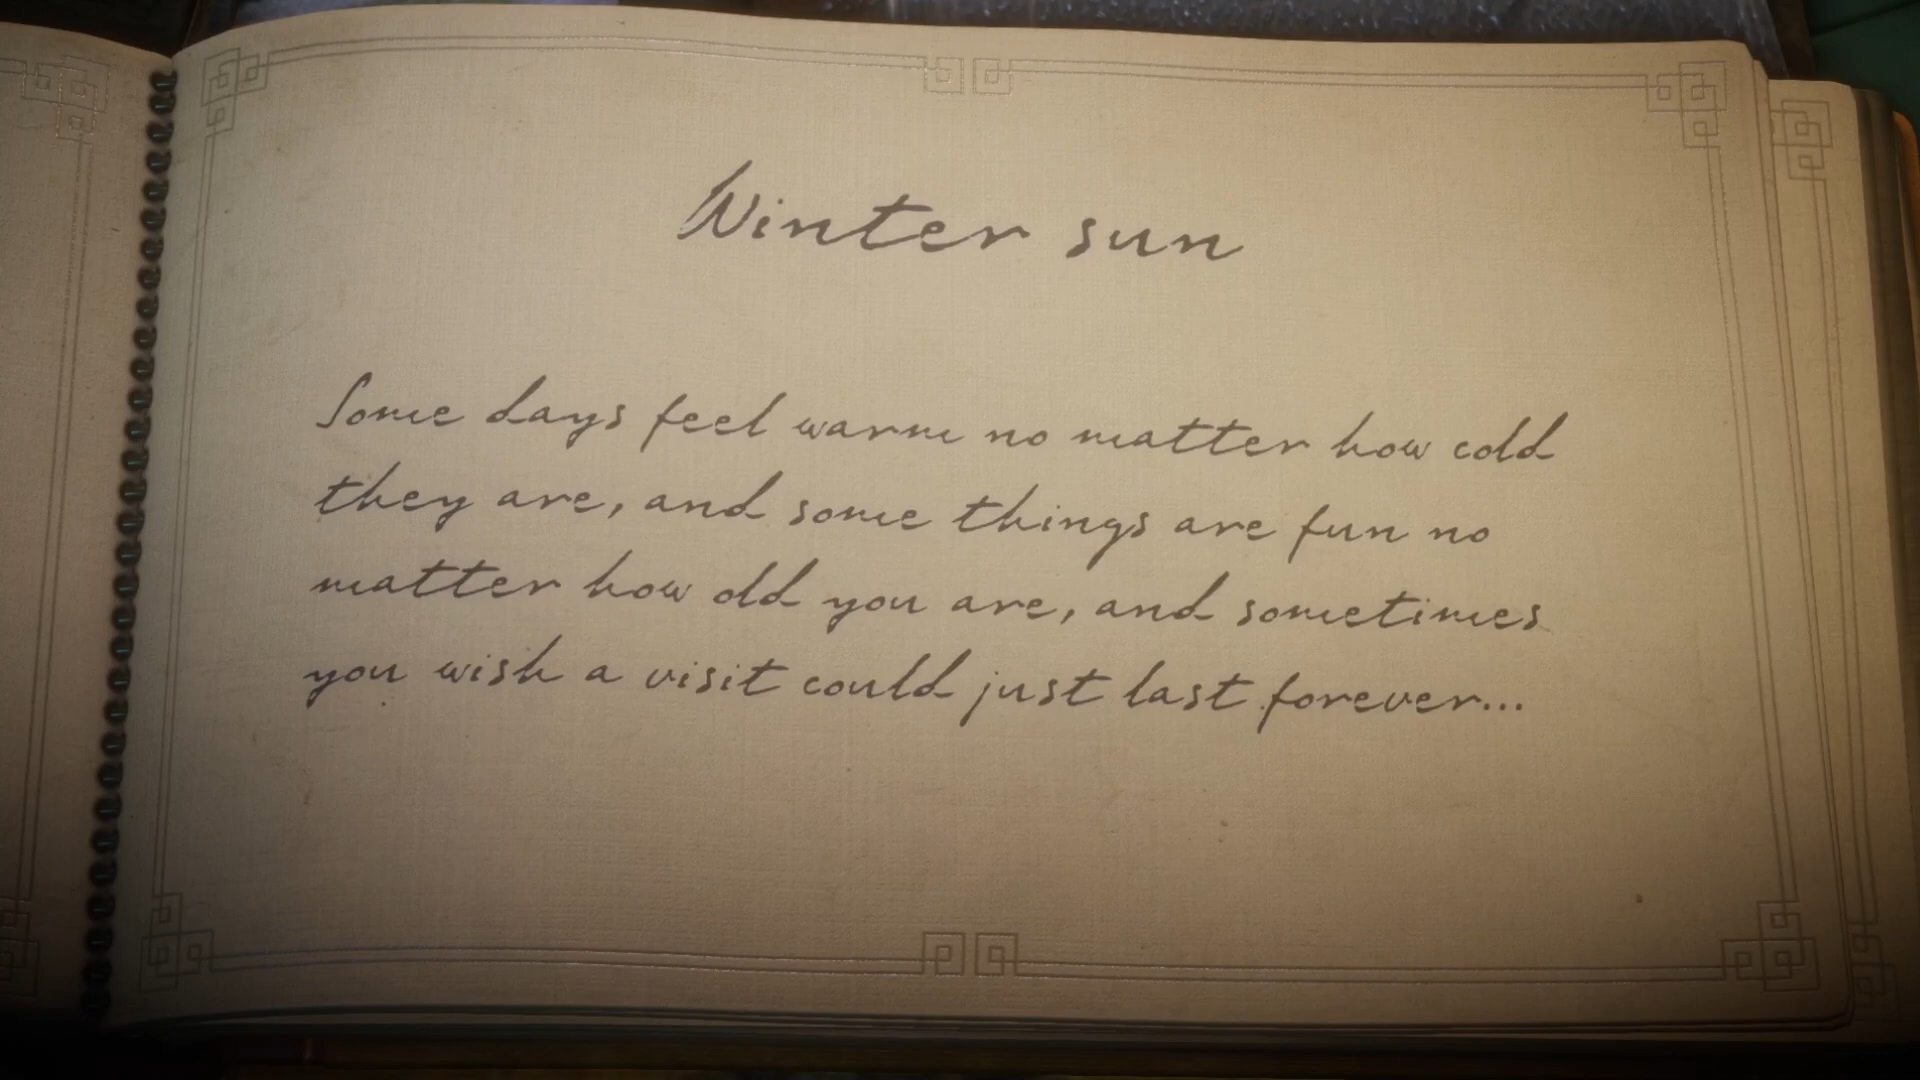 Winter sun
Some days feel warm no matter how cold
they are, and some things are fun no
matter how old you are, and sometimes
you wish a visit could just last forever...